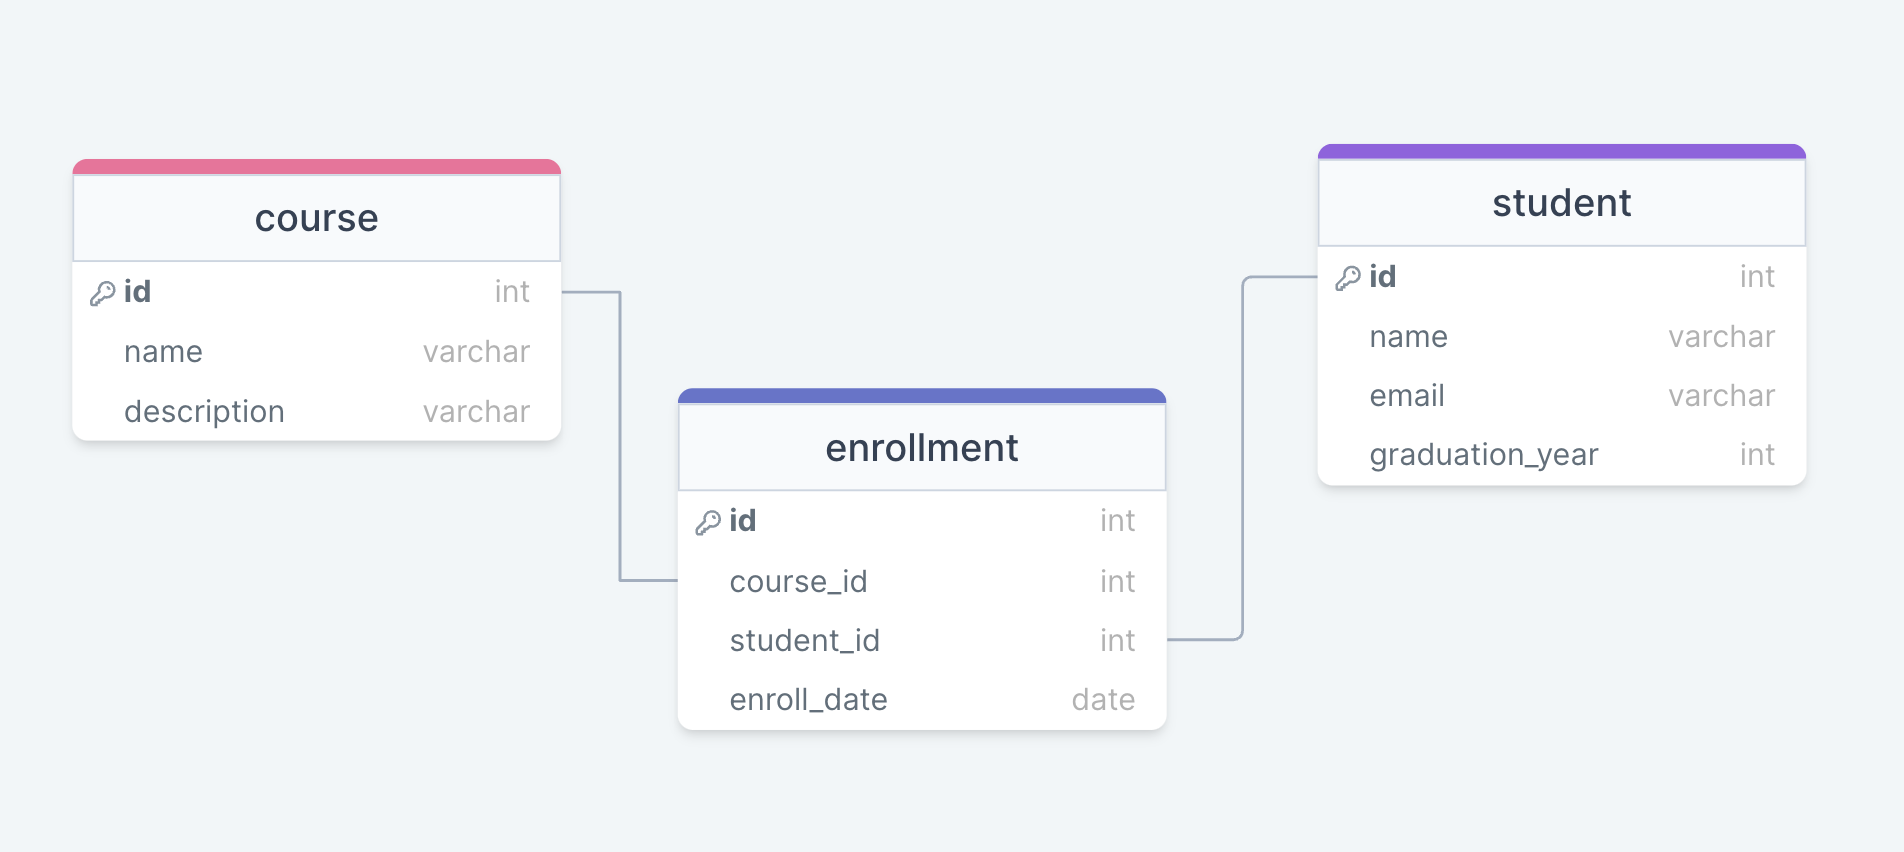 course
id int
name varchar
description varchar
enrollment
id int
course_id int
student_id int
enroll_date date
student
id int
name varchar
email varchar
graduation_year int